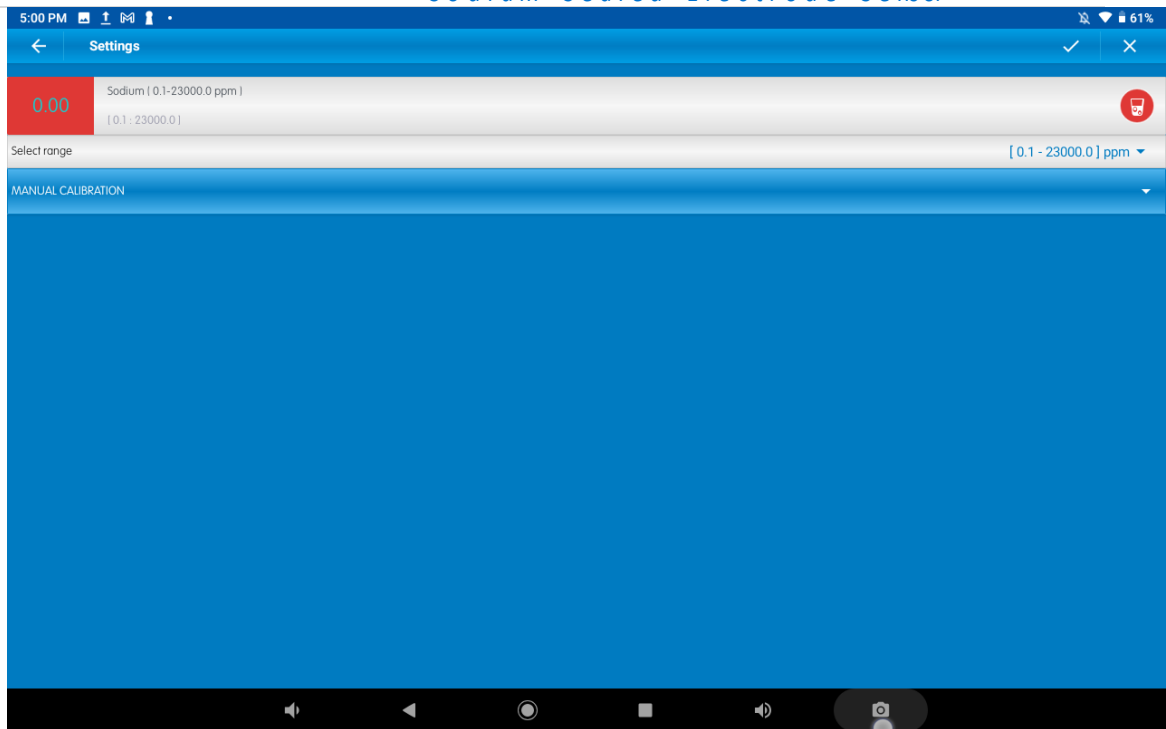 5:00 PM
61%
Settings
0.00
Sodium ( 0.1-23000.0 ppm )
[ 0.1 : 23000.0 ]
Select range
[ 0.1 - 23000.0 ] ppm
MANUAL CALIBRATION